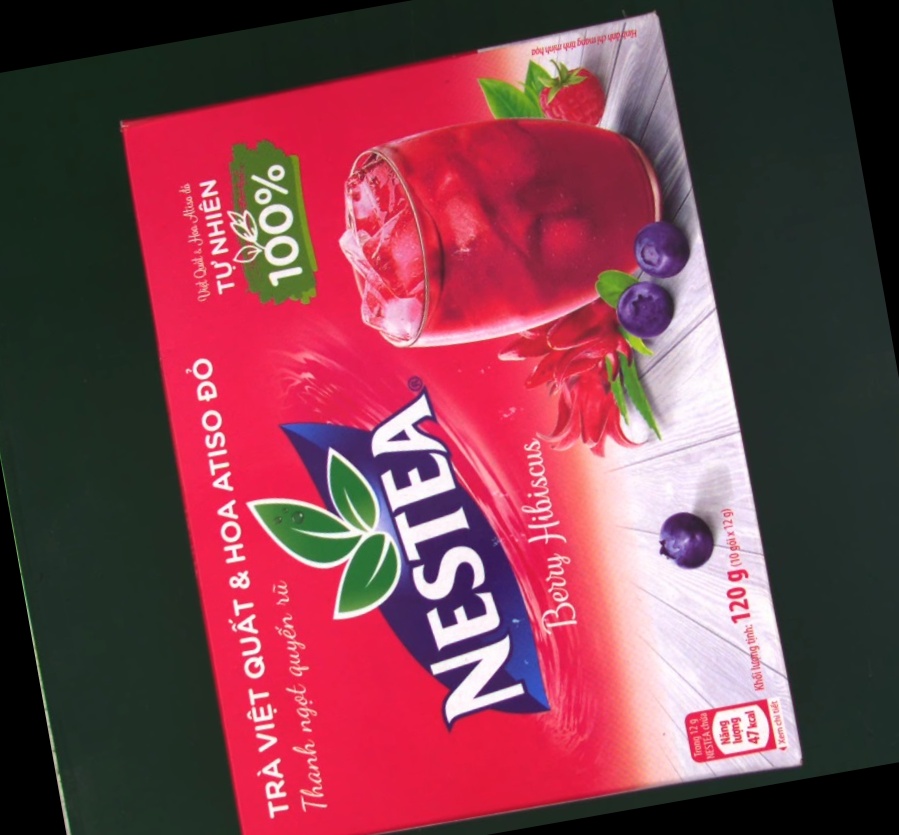 TRÀ VIỆT QUẤT & HOA ATISO ĐỎ
Thanh ngọt quyến rũ
Việt Quất & Hoa Atiso đỏ
TỰ NHIÊN
100%
NESTEA®
Berry Hibiscus
Trong 12 g
NESTEA chứa
Năng
lượng
47 kcal
Xem chi tiết
Khối lượng tịnh: 120 g (10 gói x 12 g)
Hình ảnh chỉ mang tính minh họa